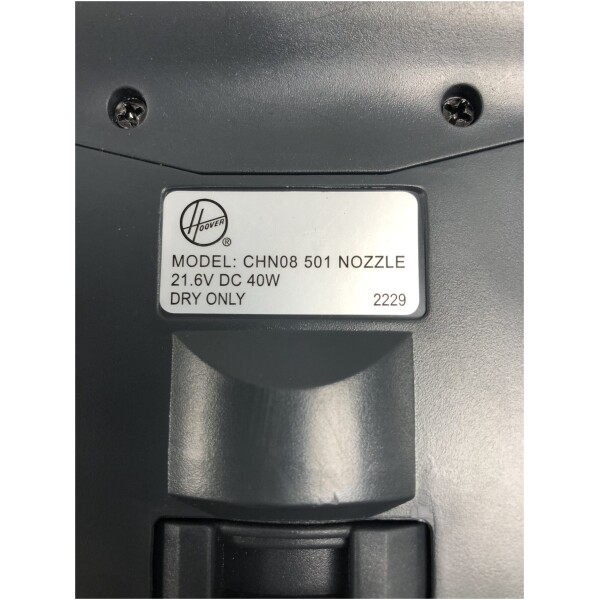 HOOVER
®
MODEL: CHN08 501 NOZZLE
21.6V DC 40W
DRY ONLY 2229